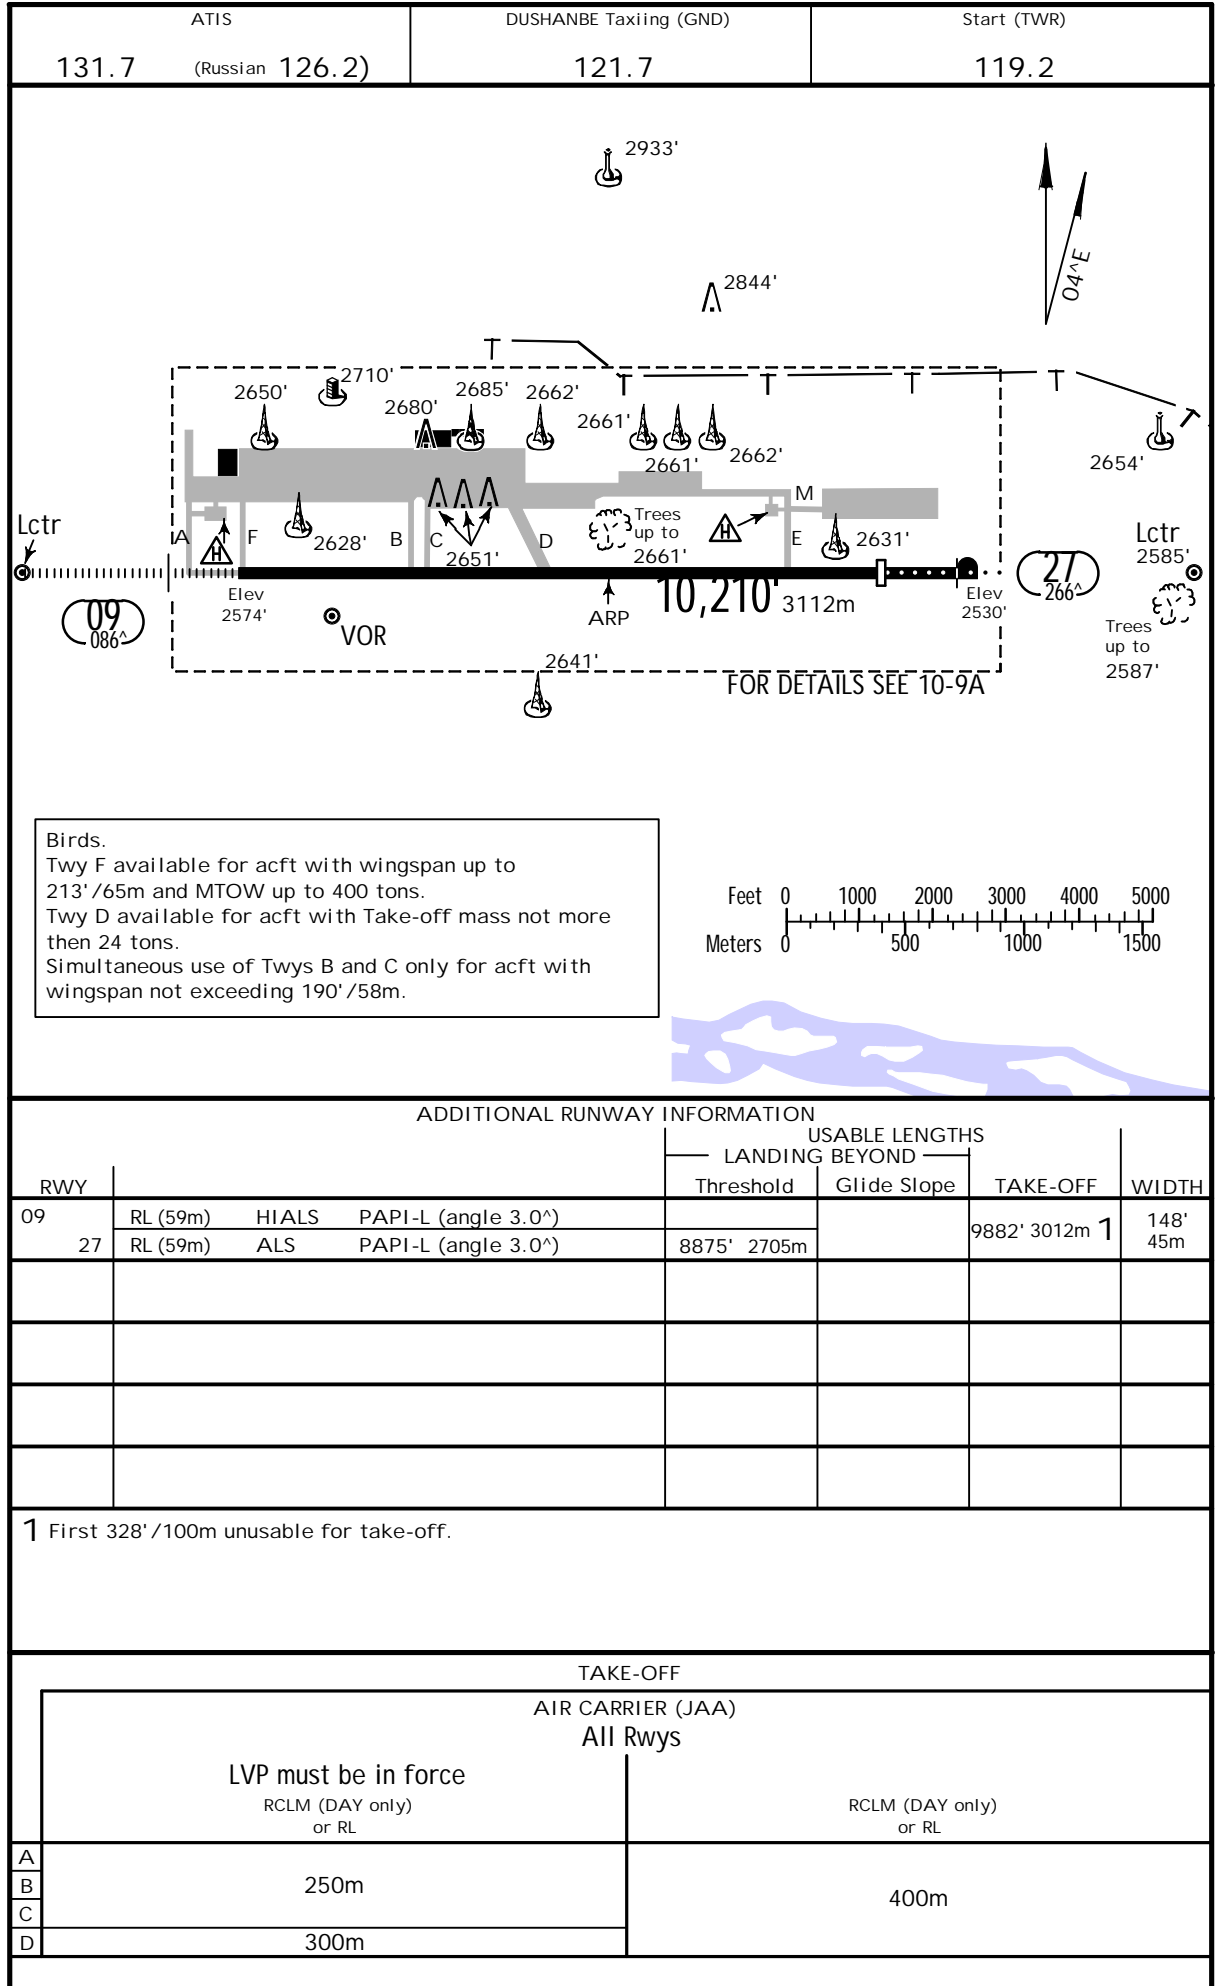 ATIS
131.7 (Russian 126.2)
DUSHANBE Taxiing (GND)
121.7
Start (TWR)
119.2
2933'
2844'
04^E
2650'
2710'
2680'
2685'
2662'
2661'
2661'
2662'
2654'
M
Lctr
A
H
F
2628'
B
C
2651'
D
Trees
up to
2661'
H
E
2631'
Lctr
2585'
09
086^
Elev
2574'
VOR
ARP
10,210' 3112m
Elev
2530'
27
266^
Trees
up to
2587'
2641'
FOR DETAILS SEE 10-9A
Birds.
Twy F available for acft with wingspan up to
213'/65m and MTOW up to 400 tons.
Twy D available for acft with Take-off mass not more
then 24 tons.
Simultaneous use of Twys B and C only for acft with
wingspan not exceeding 190'/58m.
Feet 0 1000 2000 3000 4000 5000
Meters 0 500 1000 1500
ADDITIONAL RUNWAY INFORMATION
USABLE LENGTHS
LANDING BEYOND
RWY Threshold Glide Slope TAKE-OFF WIDTH
09 RL (59m) HIALS PAPI-L (angle 3.0^)
27 RL (59m) ALS PAPI-L (angle 3.0^) 8875' 2705m
9882' 3012m 1
148'
45m
1 First 328'/100m unusable for take-off.
TAKE-OFF
AIR CARRIER (JAA)
All Rwys
LVP must be in force
RCLM (DAY only)
or RL
RCLM (DAY only)
or RL
A
B
C
D
250m
300m
400m